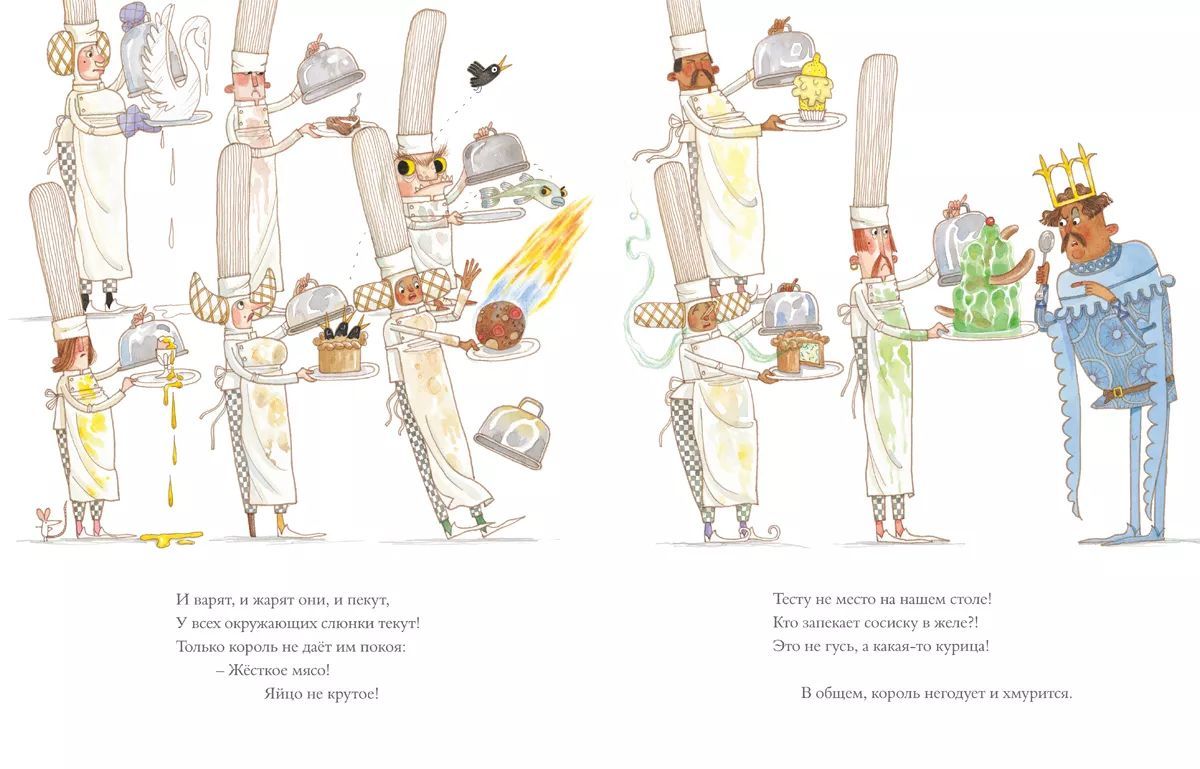 И варят, и жарят они, и пекут,
У всех окружающих слюнки текут!
Только король не даёт им покоя:
– Жёсткое мясо!
Яйцо не крутое!
Тесту не место на нашем столе!
Кто запекает сосиску в желе?!
Это не гусь, а какая-то курица!
В общем, король негодует и хмурится.